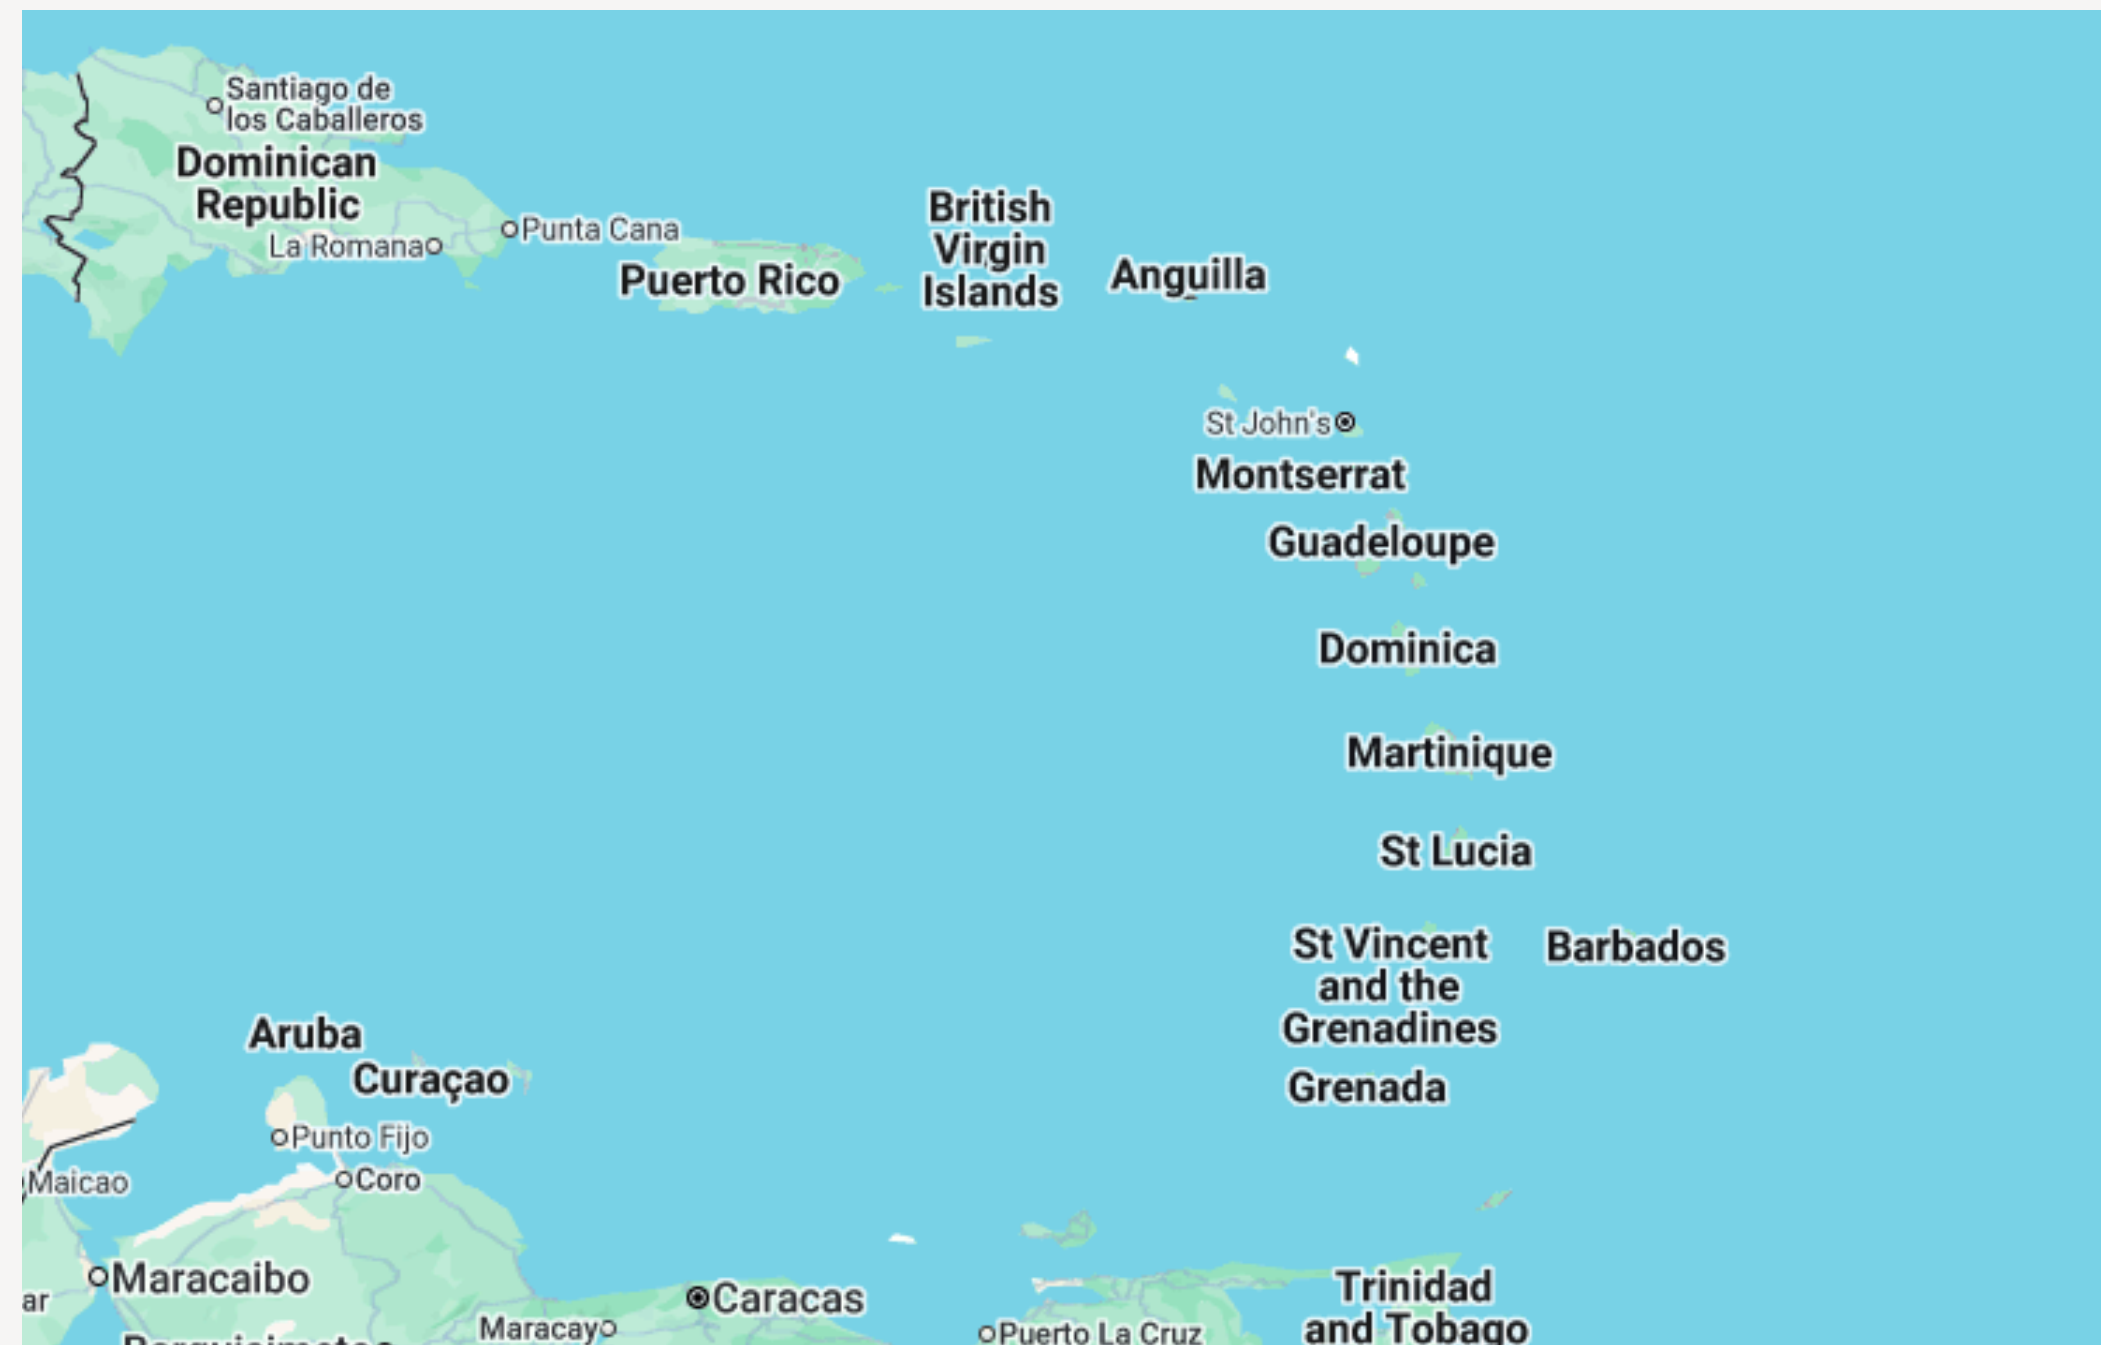 Santiago de
los Caballeros
Dominican
Republic
La Romana
Punta Cana
Puerto Rico
British
Virgin
Islands
Anguilla
St John's
Montserrat
Guadeloupe
Dominica
Martinique
St Lucia
St Vincent
and the
Grenadines
Barbados
Grenada
Aruba
Curaçao
Punto Fijo
Coro
Maicao
Maracaibo
ar
Caracas
Maracay
Puerto La Cruz
Trinidad
and Tobago